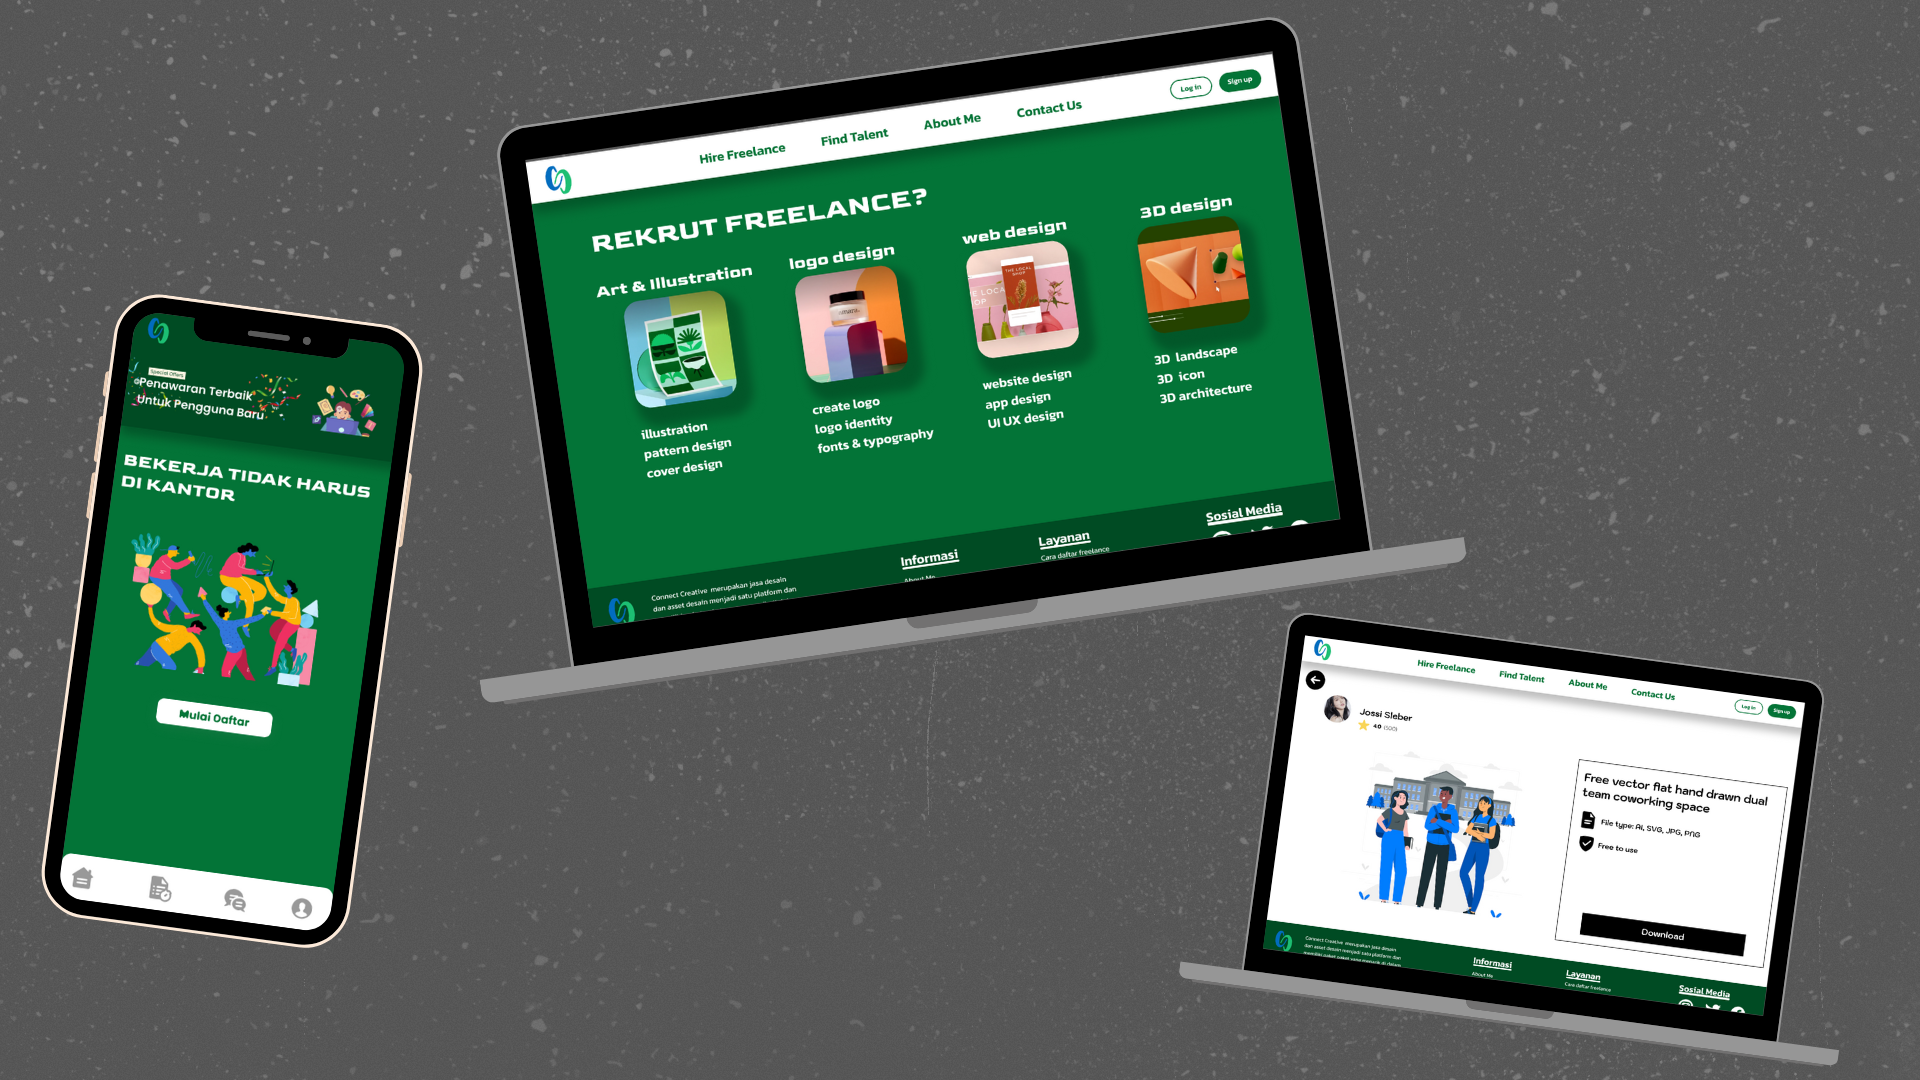 Special Offers
Penawaran Terbaik
Untuk Pengguna Baru
BEKERJA TIDAK HARUS
DI KANTOR
Mulai Daftar
Hire Freelance
Find Talent
About Me
Contact Us
Log In
Sign up
REKRUT FREELANCE?
Art & Illustration
illustration
pattern design
cover design
logo design
create logo
logo identity
fonts & typography
web design
THE LOCAL
SHOP
website design
app design
UI UX design
3D design
3D landscape
3D icon
3D architecture
Connect Creative merupakan jasa desain
dan asset desain menjadi satu platform dan
Informasi
About Me
Layanan
Cara daftar freelance
Sosial Media
Hire Freelance
Find Talent
About Me
Contact Us
Log In
Sign up
Jossi Sleber
4.0 (500)
Free vector flat hand drawn dual
team coworking space
File type: Ai, SVG, JPG, PNG
Free to use
Download
Connect Creative merupakan jasa desain
dan asset desain menjadi satu platform dan
Informasi
About Me
Layanan
Cara daftar freelance
Sosial Media